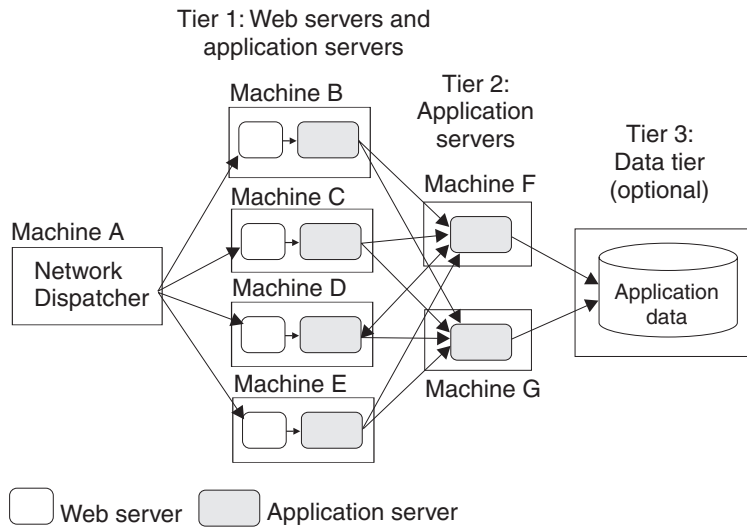 Tier 1: Web servers and
application servers
Machine B
Tier 2:
Application
servers
Tier 3:
Data tier
(optional)
Machine F
Machine C
Machine A
Network
Dispatcher
Machine D
Application
data
Machine E
Machine G
Web server
Application server